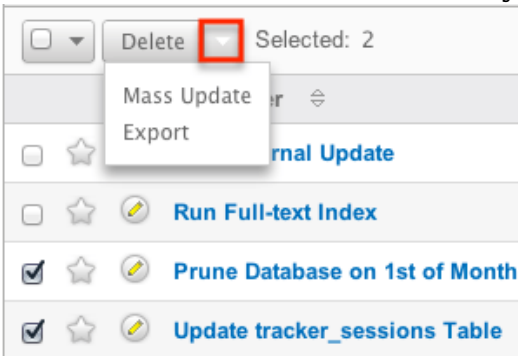 Delete Selected: 2
Mass Update
r
Export
rnal Update
Run Full-text Index
Prune Database on 1st of Month
Update tracker_sessions Table